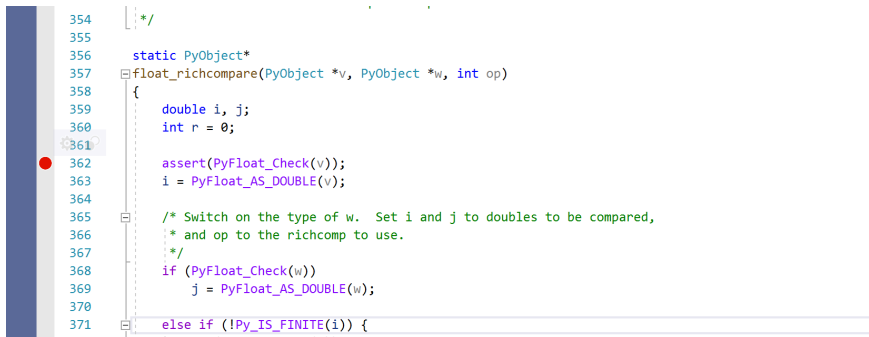 354 */
355
356 static PyObject*
357 float_richcompare(PyObject *v, PyObject *w, int op)
358 {
359 double i, j;
360 int r = 0;
361
362 assert(PyFloat_Check(v));
363 i = PyFloat_AS_DOUBLE(v);
364
365 /* Switch on the type of w.  Set i and j to doubles to be compared,
366 * and op to the richcomp to use.
367 */
368 if (PyFloat_Check(w))
369 j = PyFloat_AS_DOUBLE(w);
370
371 else if (!Py_IS_FINITE(i)) {